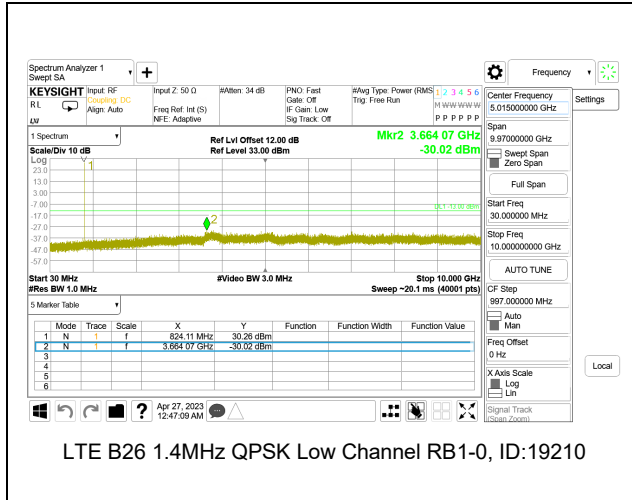 Spectrum Analyzer 1
Swept SA
+
Frequency
KEYSIGHT
Input: RF
Input Z: 50 Ω
#Atten: 34 dB
PNO: Fast
#Avg Type: Power (RMS
1 2 3 4 5 6
R L
Coupling: DC
Gate: Off
Trig: Free Run
Align: Auto
Freq Ref: Int (S)
IF Gain: Low
M W W W W W
LXI
NFE: Adaptive
Sig Track: Off
P P P P P P
Center Frequency
5.015000000 GHz
Settings
1 Spectrum
Ref Lvl Offset 12.00 dB
Mkr2 3.664 07 GHz
Scale/Div 10 dB
Ref Level 33.00 dBm
-30.02 dBm
Log
1
23.0
13.0
3.00
-7.00
DL1 -13.00 dBm
-17.0
2
-27.0
-37.0
-47.0
-57.0
Start 30 MHz
#Video BW 3.0 MHz
Stop 10.000 GHz
#Res BW 1.0 MHz
Sweep ~20.1 ms (40001 pts)
Span
9.97000000 GHz
Swept Span
Zero Span
Full Span
Start Freq
30.000000 MHz
Stop Freq
10.00000000 GHz
AUTO TUNE
CF Step
997.000000 MHz
Auto
Man
Freq Offset
0 Hz
X Axis Scale
Log
Lin
Signal Track
(Span Zoom)
Local
5 Marker Table
Mode Trace Scale X Y Function Function Width Function Value
1 N 1 f 824.11 MHz 30.26 dBm
2 N 1 f 3.664 07 GHz -30.02 dBm
3
4
5
6
?
Apr 27, 2023
12:47:09 AM
LTE B26 1.4MHz QPSK Low Channel RB1-0, ID:19210